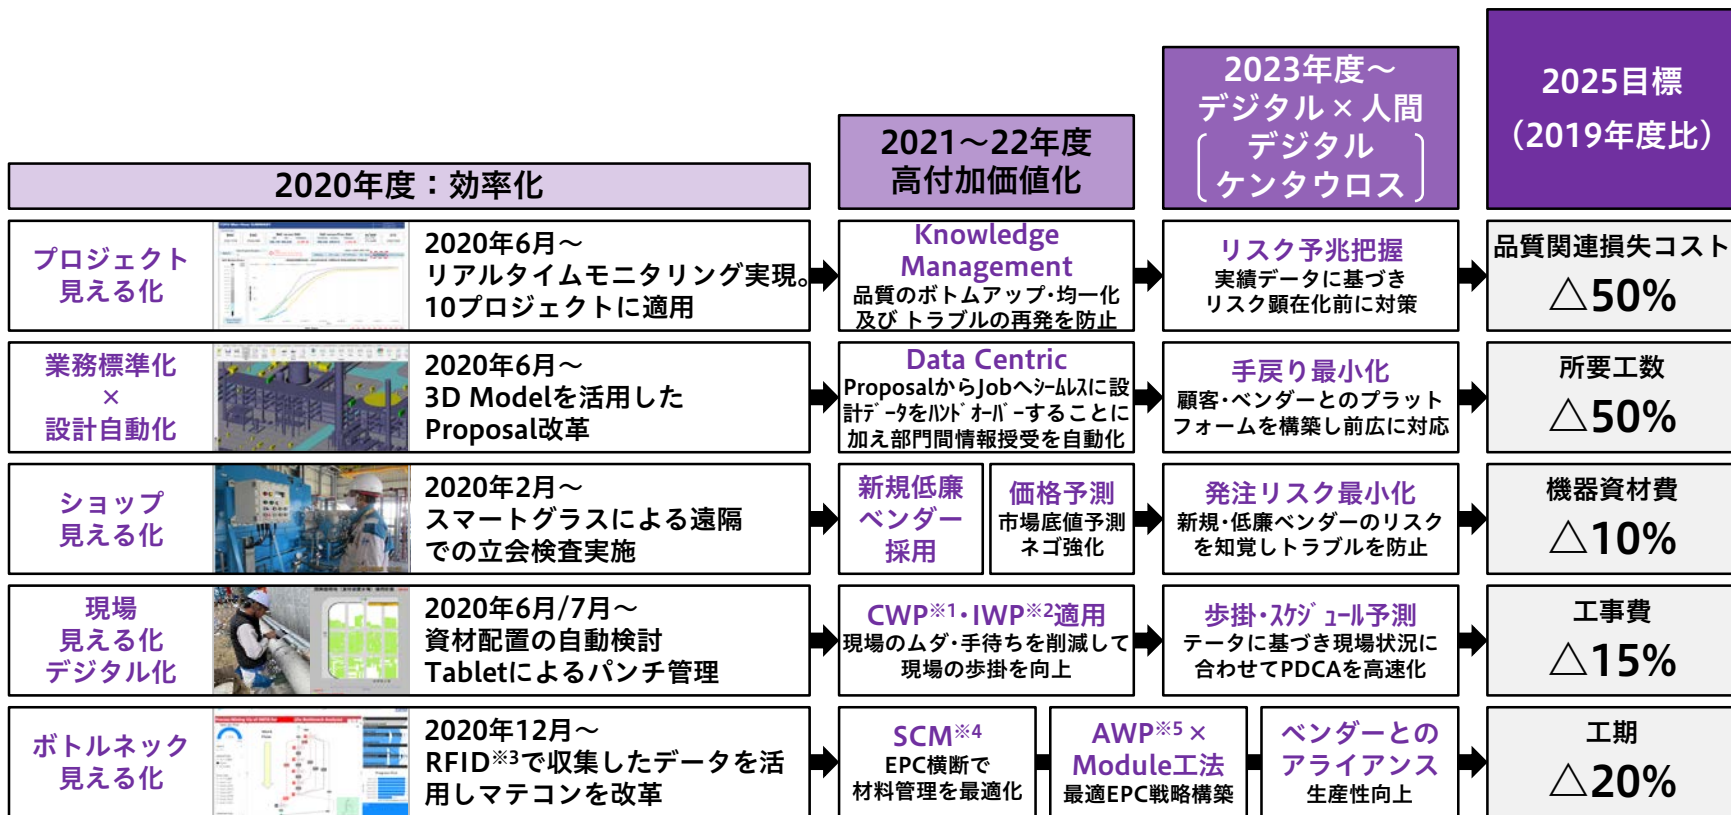 2020年度：効率化
2021～22年度
高付加価値化
2023年度～
デジタル×人間
デジタル
ケンタウロス
2025目標
（2019年度比）
プロジェクト
見える化
2020年6月～
リアルタイムモニタリング実現。
10プロジェクトに適用
Knowledge
Management
品質のボトムアップ・均一化
及び トラブルの再発を防止
リスク予兆把握
実績データに基づき
リスク顕在化前に対策
品質関連損失コスト
△50%
業務標準化
×
設計自動化
2020年6月～
3D Modelを活用した
Proposal改革
Data Centric
ProposalからJobへｼｰﾑﾚｽに設
計ﾃﾞｰﾀをﾊﾝﾄﾞｵｰﾊﾞｰすることに
加え部門間情報授受を自動化
手戻り最小化
顧客・ベンダーとのプラット
フォームを構築し前広に対応
所要工数
△50%
ショップ
見える化
2020年2月～
スマートグラスによる遠隔
での立会検査実施
新規低廉
ベンダー
採用
価格予測
市場底値予測
ネゴ強化
発注リスク最小化
新規・低廉ベンダーのリスク
を知覚しトラブルを防止
機器資材費
△10%
現場
見える化
デジタル化
2020年6月/7月～
資材配置の自動検討
Tabletによるパンチ管理
CWP※1・IWP※2適用
現場のムダ・手待ちを削減して
現場の歩掛を向上
歩掛・ｽｹｼﾞｭｰﾙ予測
テータに基づき現場状況に
合わせてPDCAを高速化
工事費
△15%
ボトルネック
見える化
2020年12月～
RFID※3で収集したデータを活
用しマテコンを改革
SCM※4
EPC横断で
材料管理を最適化
AWP※5×
Module工法
最適EPC戦略構築
ベンダーとの
アライアンス
生産性向上
工期
△20%